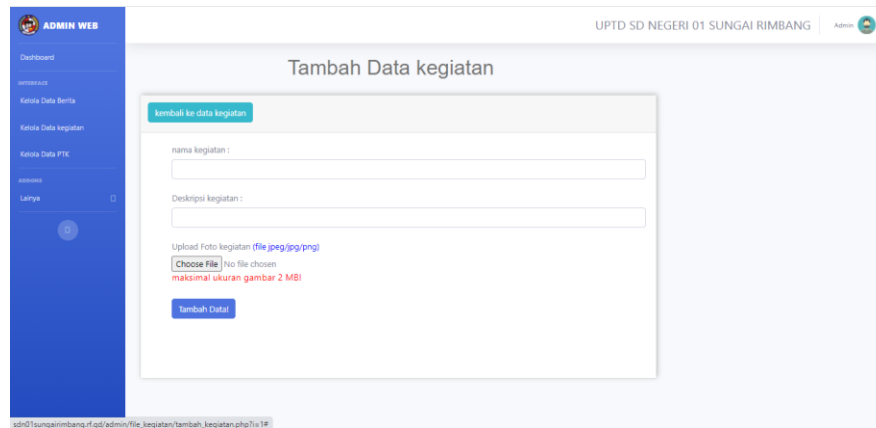 ADMIN WEB
UPTD SD NEGERI 01 SUNGAI RIMBANG
Admin
Dashboard
INTERFACE
Kelola Data Berita
Kelola Data kegiatan
Kelola Data PTK
ADDONS
Lainya
Tambah Data kegiatan
kembali ke data kegiatan
nama kegiatan :
Deskripsi kegiatan :
Upload Foto kegiatan (file jpeg/jpg/png)
Choose File No file chosen
maksimal ukuran gambar 2 MB!
Tambah Data!
sdn01sungairimbang.rf.gd/admin/file_kegiatan/tambah_kegiatan.php?i=1#